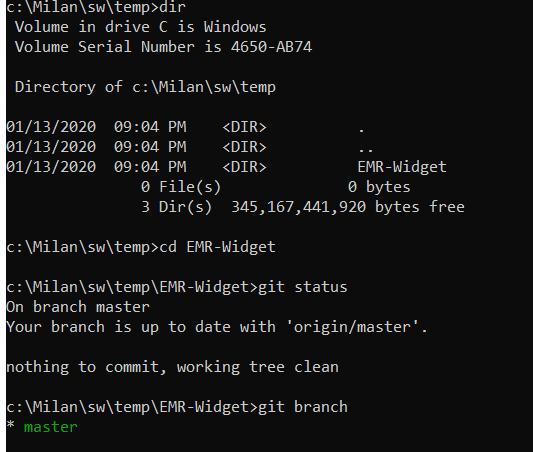 c:\Milan\sw\temp>dir
 Volume in drive C is Windows
 Volume Serial Number is 4650-AB74

 Directory of c:\Milan\sw\temp

01/13/2020  09:04 PM    <DIR>          .
01/13/2020  09:04 PM    <DIR>          ..
01/13/2020  09:04 PM    <DIR>          EMR-Widget
               0 File(s)              0 bytes
               3 Dir(s)  345,167,441,920 bytes free

c:\Milan\sw\temp>cd EMR-Widget

c:\Milan\sw\temp\EMR-Widget>git status
On branch master
Your branch is up to date with 'origin/master'.

nothing to commit, working tree clean

c:\Milan\sw\temp\EMR-Widget>git branch
* master